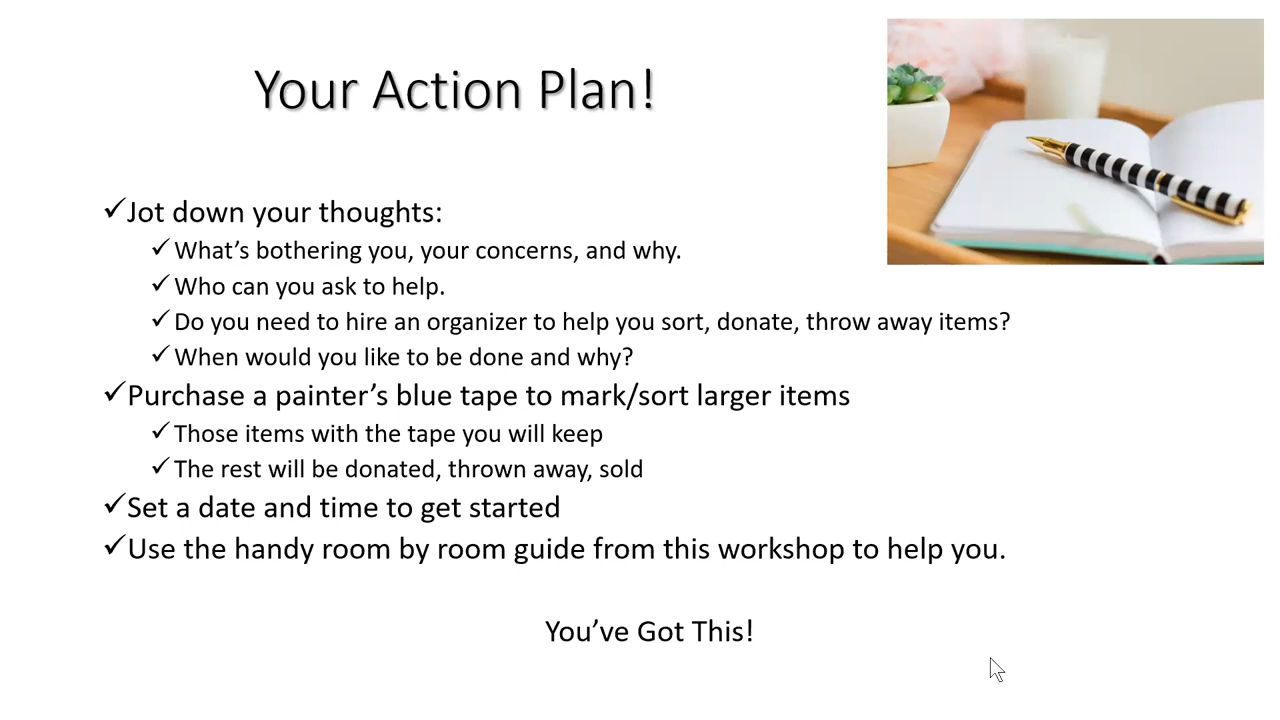 Your Action Plan!
✓Jot down your thoughts:
✓What’s bothering you, your concerns, and why.
✓Who can you ask to help.
✓Do you need to hire an organizer to help you sort, donate, throw away items?
✓When would you like to be done and why?
✓Purchase a painter’s blue tape to mark/sort larger items
✓Those items with the tape you will keep
✓The rest will be donated, thrown away, sold
✓Set a date and time to get started
✓Use the handy room by room guide from this workshop to help you.
You’ve Got This!